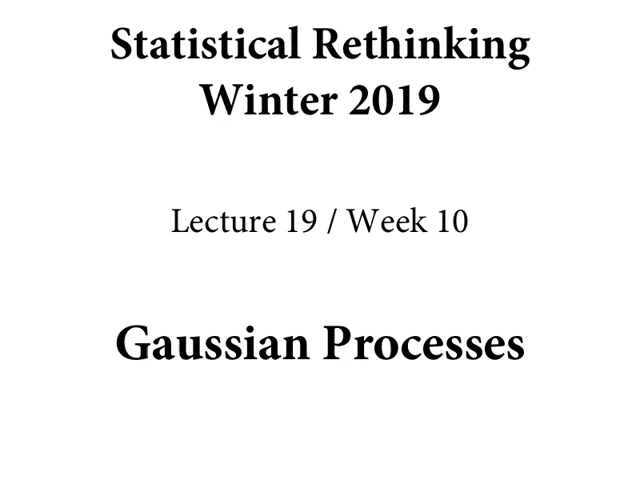 Statistical Rethinking
Winter 2019
Lecture 19 / Week 10
Gaussian Processes